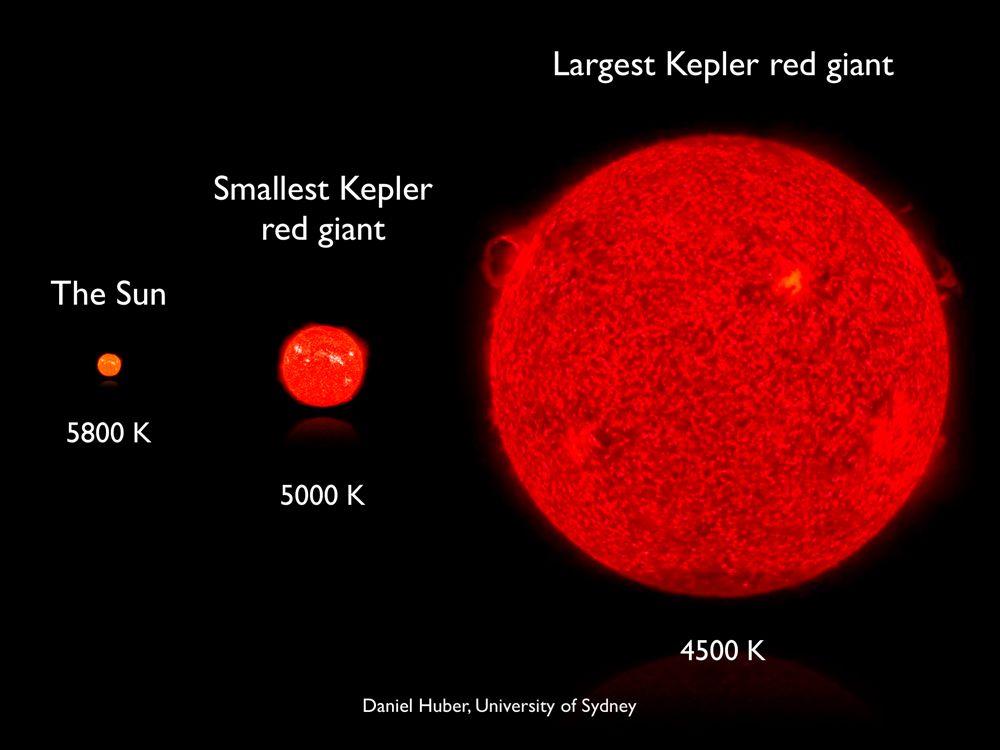 Largest Kepler red giant
Smallest Kepler
red giant
The Sun
5800 K
5000 K
4500 K
Daniel Huber, University of Sydney